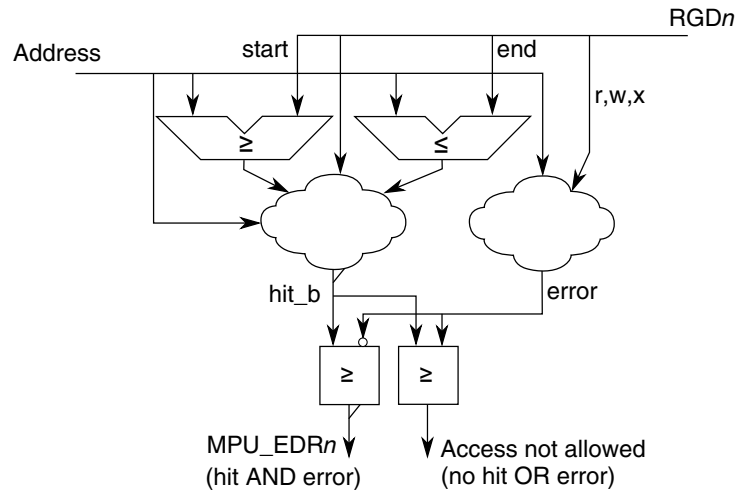 RGDn
Address
start
end
r,w,x
≥
≤
hit_b
error
≥
≥
MPU_EDRn
(hit AND error)
Access not allowed
(no hit OR error)